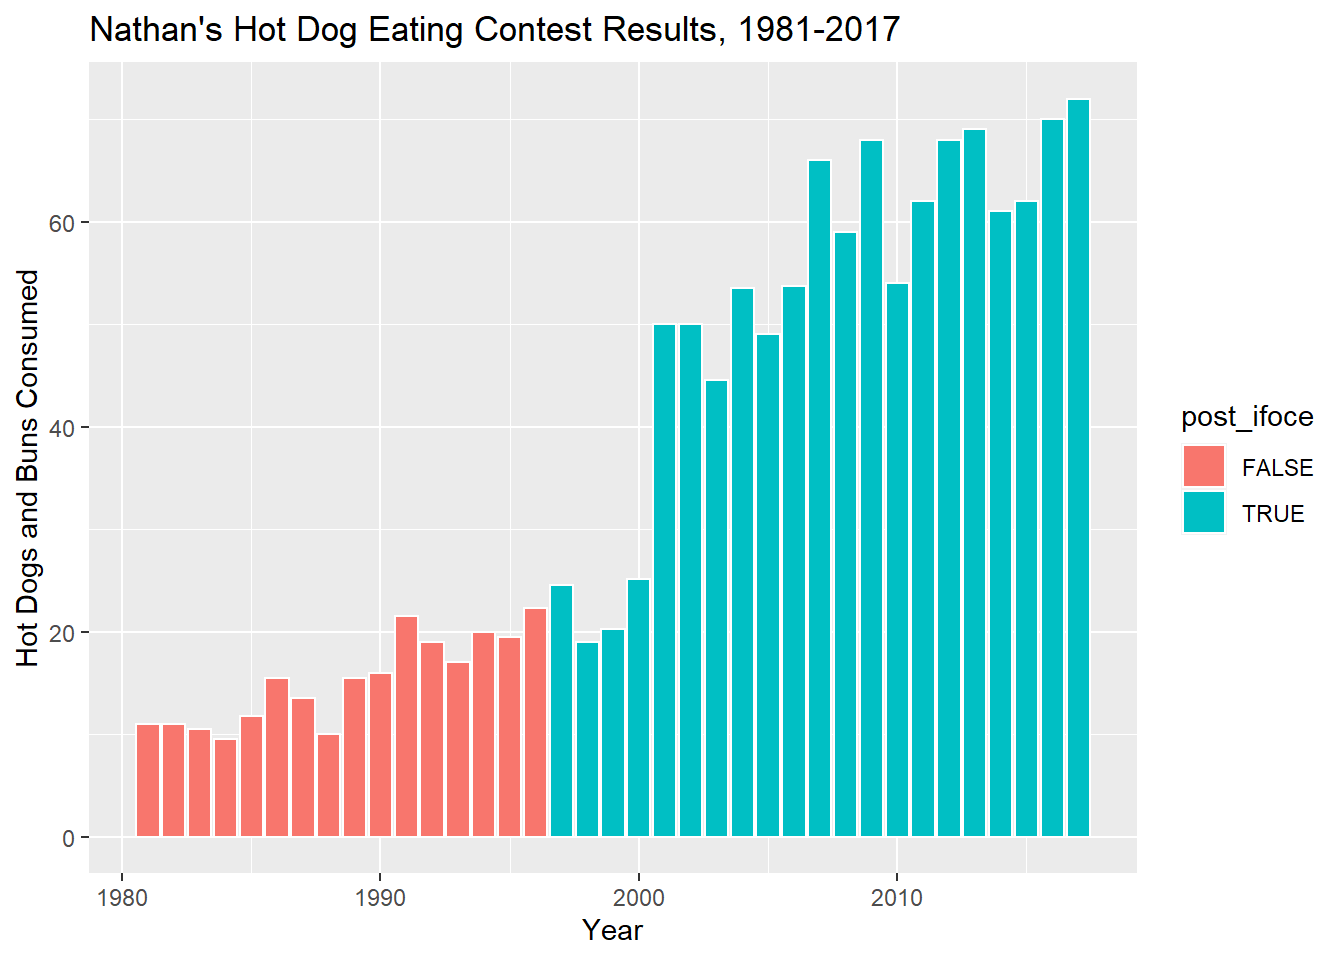 Nathan's Hot Dog Eating Contest Results, 1981-2017
Hot Dogs and Buns Consumed
60
40
20
0
1980
1990
2000
2010
Year
post_ifoce
FALSE
TRUE